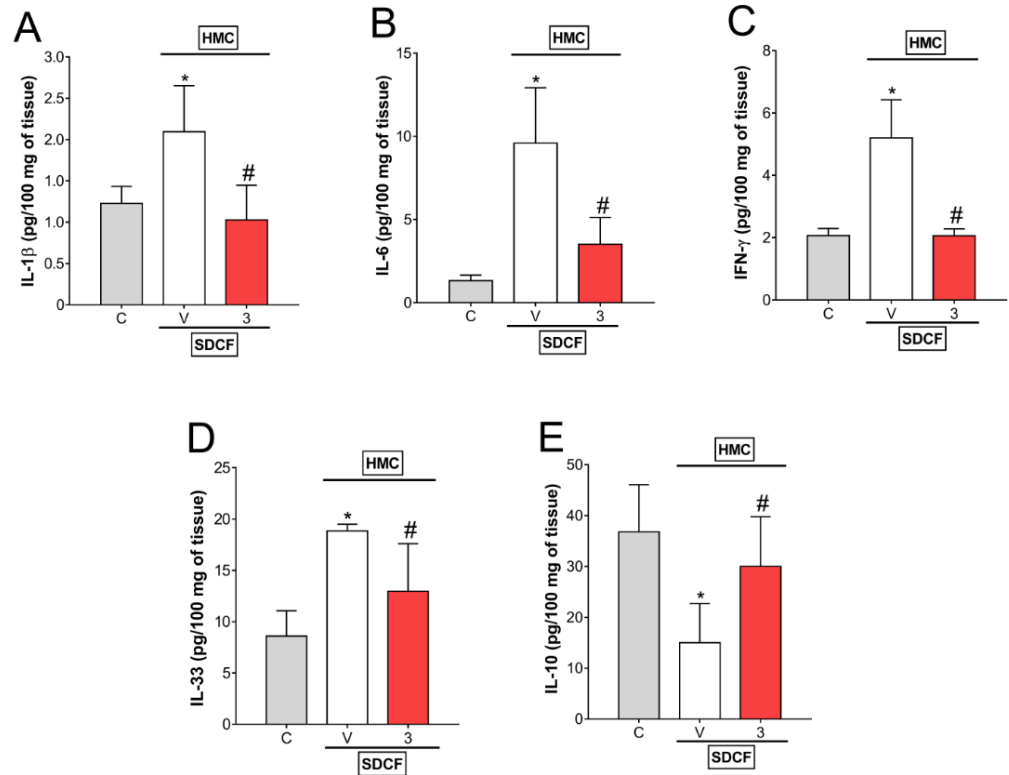 A
HMC
IL-1β (pg/100 mg of tissue)
3.0
2.5
2.0
1.0
1.0
0.5
0
*
#
C
V
3
SDCF
B
HMC
IL-6 (pg/100 mg of tissue)
15
10
5
0
*
#
C
V
3
SDCF
C
HMC
IFN-γ (pg/100 mg of tissue)
8
6
4
2
0
*
#
C
V
3
SDCF
D
HMC
IL-33 (pg/100 mg of tissue)
25
20
15
10
5
0
*
#
C
V
3
SDCF
E
HMC
IL-10 (pg/100 mg of tissue)
50
40
30
20
10
0
*
#
C
V
3
SDCF